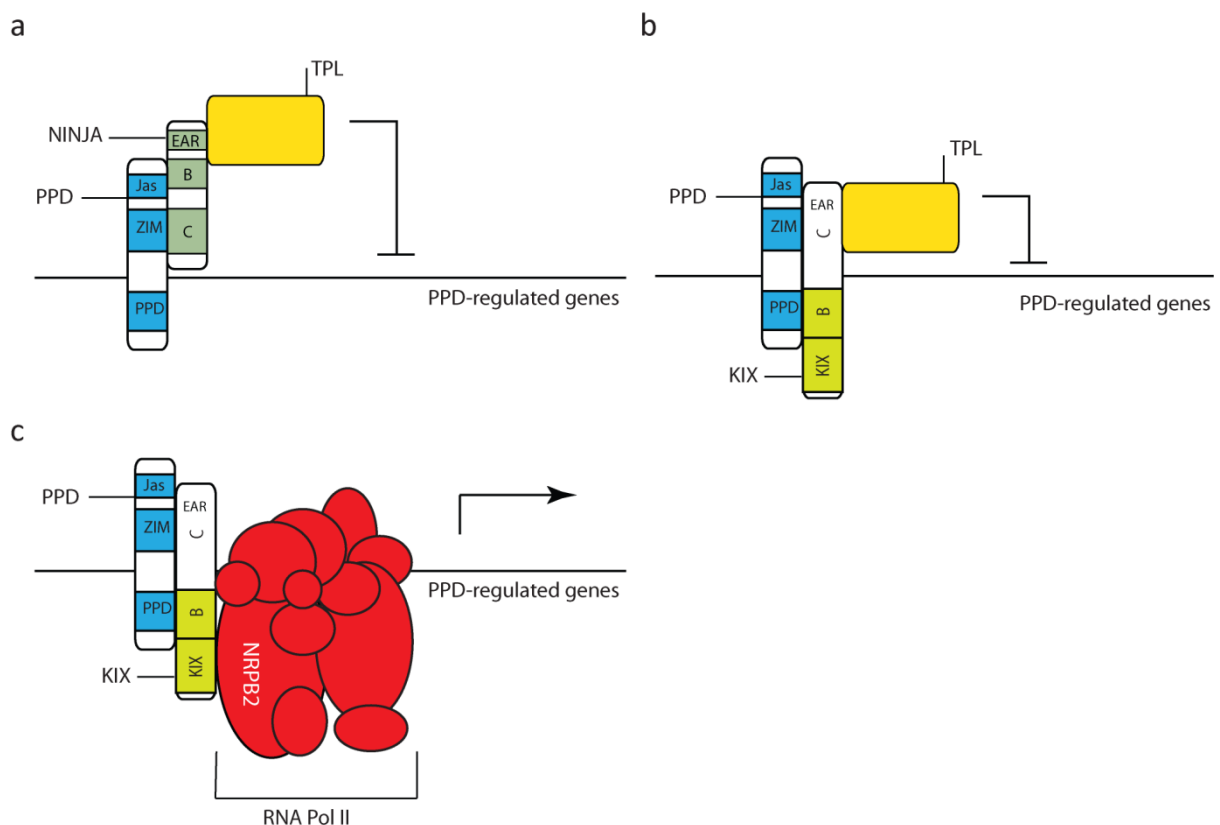 a
TPL
NINJA
EAR
Jas
B
PPD
ZIM
C
PPD-regulated genes
PPD
b
TPL
Jas
PPD
EAR
ZIM
C
PPD-regulated genes
PPD
B
KIX
KIX
c
Jas
PPD
EAR
ZIM
C
PPD-regulated genes
PPD
B
KIX
KIX
NRPB2
RNA Pol II